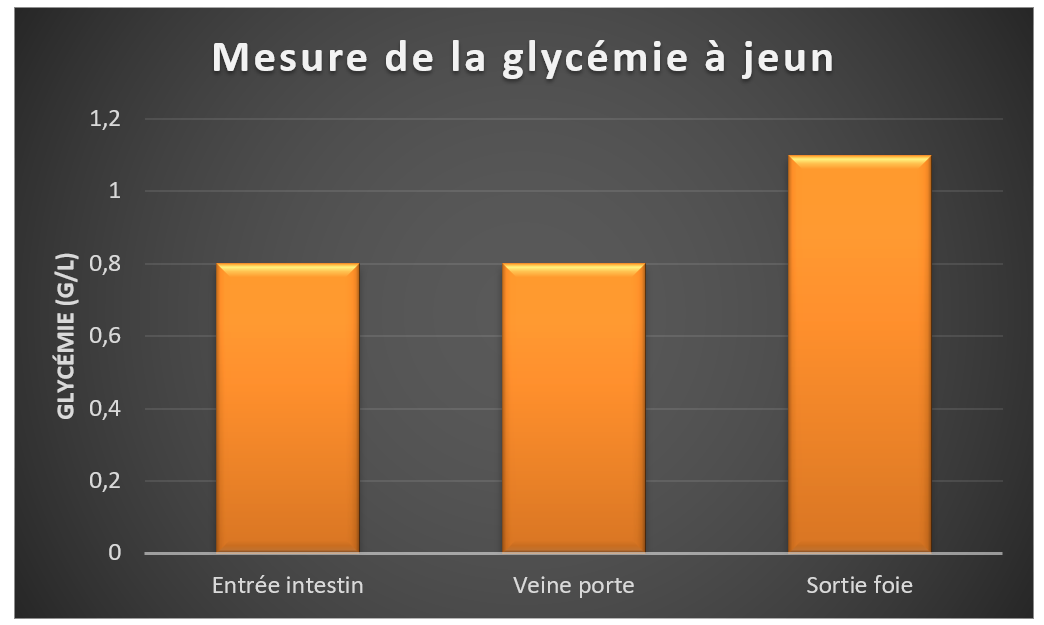 Mesure de la glycémie à jeun
1,2
1
0,8
0,6
0,4
0,2
0
GLYCÉMIE (G/L)
Entrée intestin
Veine porte
Sortie foie